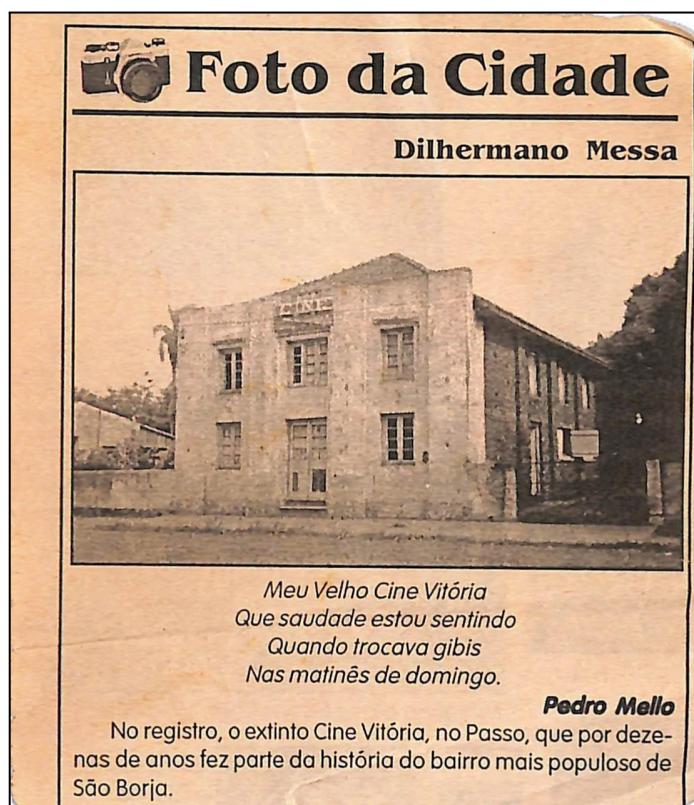 Foto da Cidade
Dilhermano Messa
CINE
Meu Velho Cine Vitória
Que saudade estou sentindo
Quando trocava gibis
Nas matinês de domingo.
Pedro Mello
No registro, o extinto Cine Vitória, no Passo, que por deze-
nas de anos fez parte da história do bairro mais populoso de
São Borja.